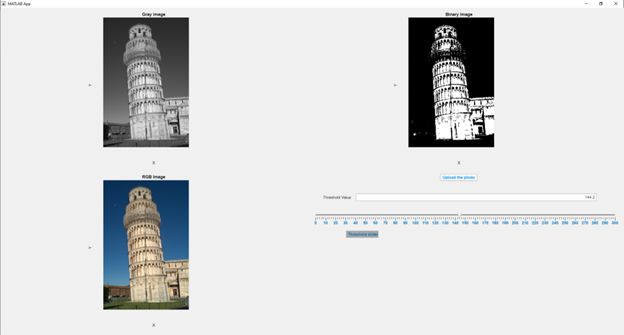 MATLAB App
Gray image
Binary image
Y
Y
X
X
RGB image
Upload the photo
Threshold Value
144.2
0 10 20 30 40 50 60 70 80 90 100 110 120 130 140 150 160 170 180 190 200 210 220 230 240 250 260 270 280 290 300
Y
X